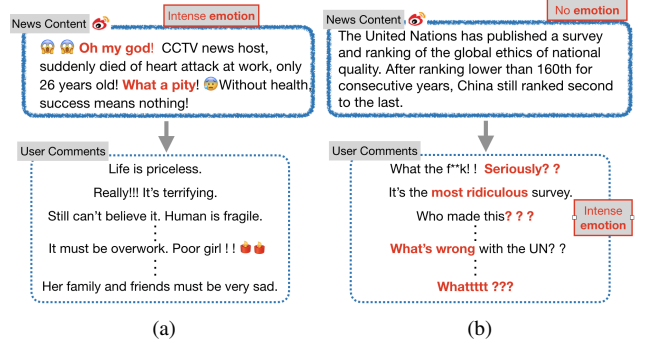 News Content
Intense emotion
😱 😱 Oh my god! CCTV news host,
suddenly died of heart attack at work, only
26 years old! What a pity! 😰Without health,
success means nothing!
User Comments
Life is priceless.
Really!!! It's terrifying.
Still can't believe it. Human is fragile.
It must be overwork. Poor girl ! !
Her family and friends must be very sad.
(a)
News Content
No emotion
The United Nations has published a survey
and ranking of the global ethics of national
quality. After ranking lower than 160th for
consecutive years, China still ranked second
to the last.
User Comments
What the f**k! ! Seriously? ?
It's the most ridiculous survey.
Who made this? ? ?
Intense
emotion
What's wrong with the UN? ?
Whattttt ???
(b)